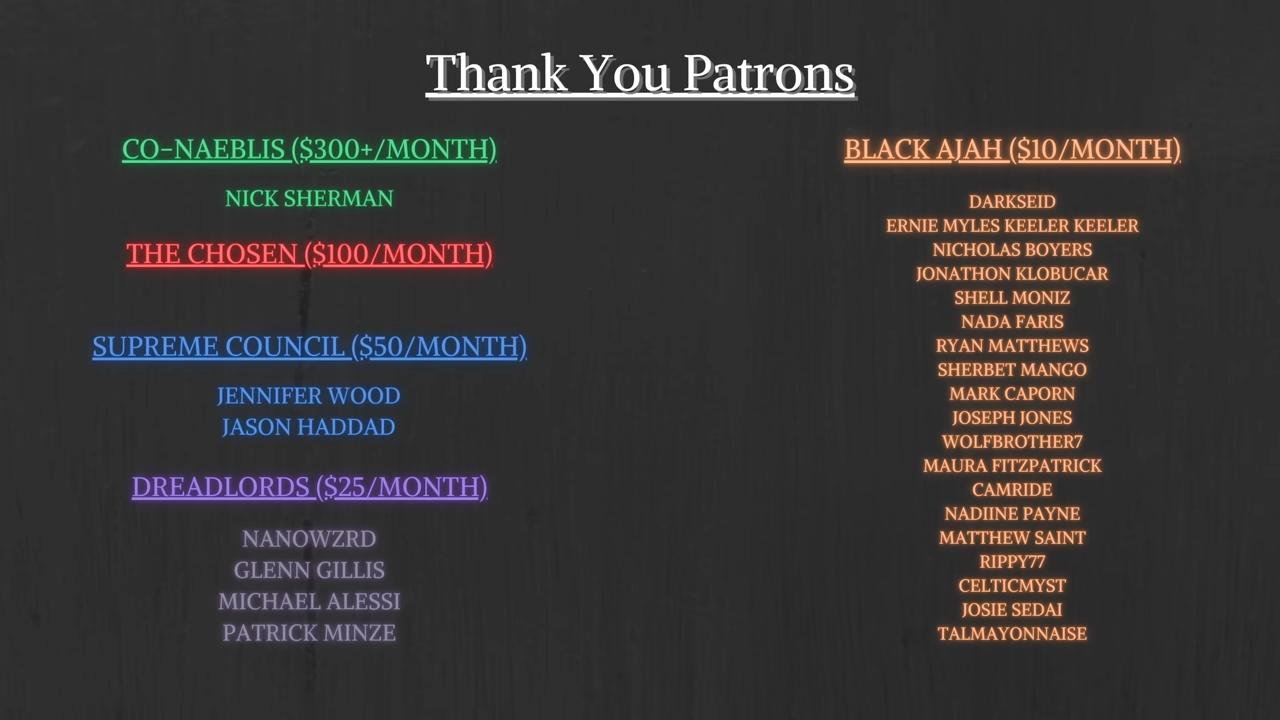 Thank You Patrons
CO-NAEBLIS ($300+/MONTH)
NICK SHERMAN
THE CHOSEN ($100/MONTH)
SUPREME COUNCIL ($50/MONTH)
JENNIFER WOOD
JASON HADDAD
DREADLORDS ($25/MONTH)
NANOWZRD
GLENN GILLIS
MICHAEL ALESSI
PATRICK MINZE
BLACK AJAH ($10/MONTH)
DARKSEID
ERNIE MYLES KEELER KEELER
NICHOLAS BOYERS
JONATHON KLOBUCAR
SHELL MONIZ
NADA FARIS
RYAN MATTHEWS
SHERBET MANGO
MARK CAPORN
JOSEPH JONES
WOLFBROTHER7
MAURA FITZPATRICK
CAMRIDE
NADIINE PAYNE
MATTHEW SAINT
RIPPY77
CELTICMYST
JOSIE SEDAI
TALMAYONNAISE